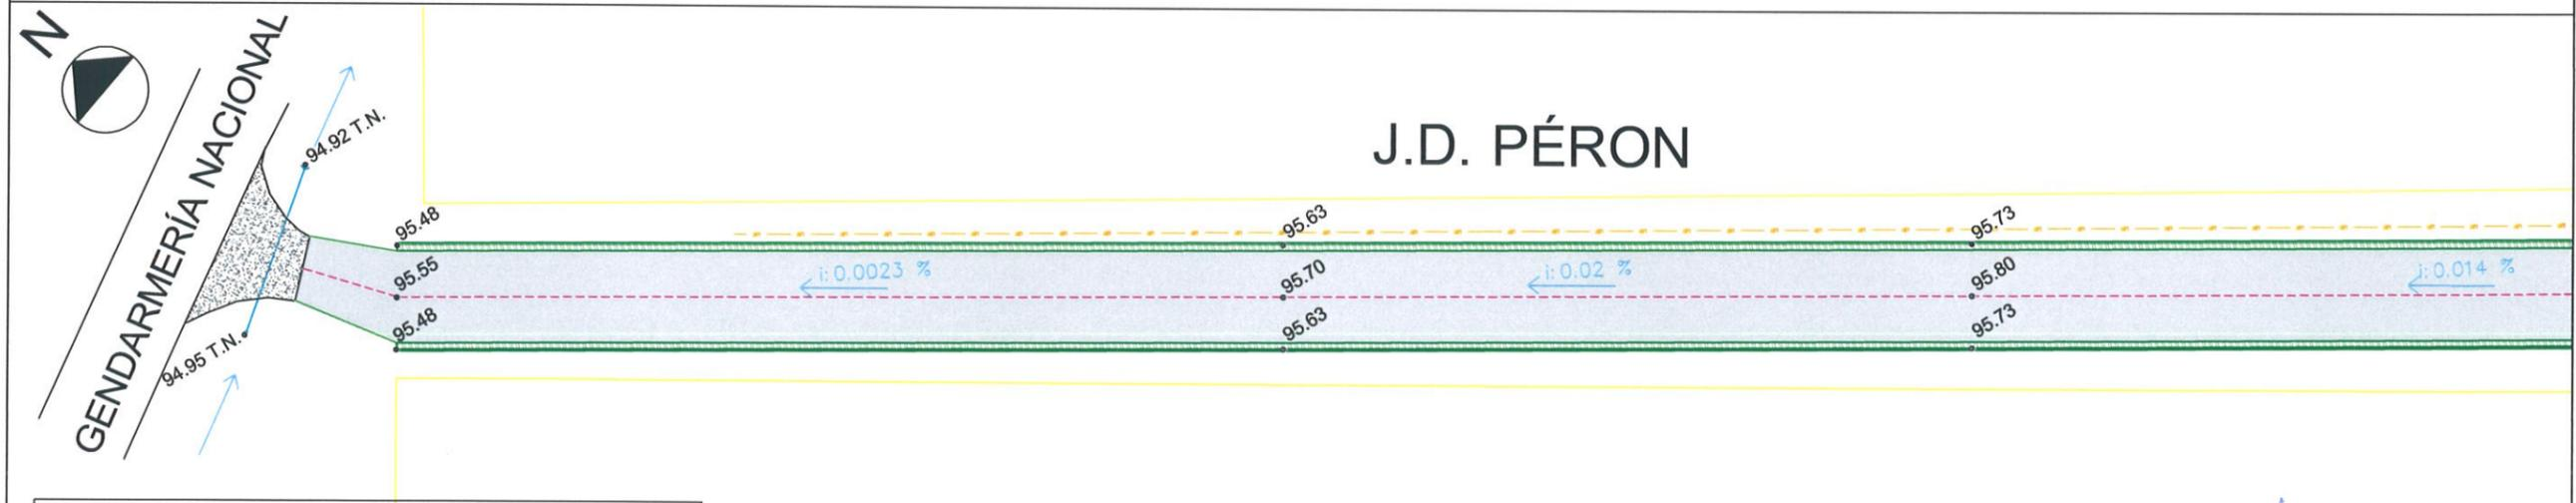 N
GENDARMERÍA NACIONAL
94.92 T.N.
94.95 T.N.
J.D. PÉRON
95.48
95.63
95.73
95.55
i:0.0023 %
95.70
i:0.02 %
95.80
i:0.014 %
95.48
95.63
95.73